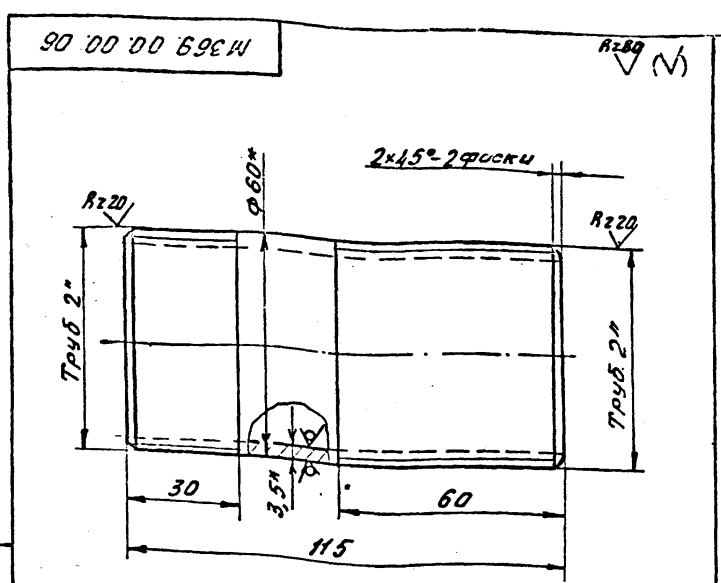 М369.00.00.06
Rz80 (√)
2×45°-2фаски
Ф60*
Rz20
Rz20
Труб 2"
Труб. 2"
3,5*
30
60
115